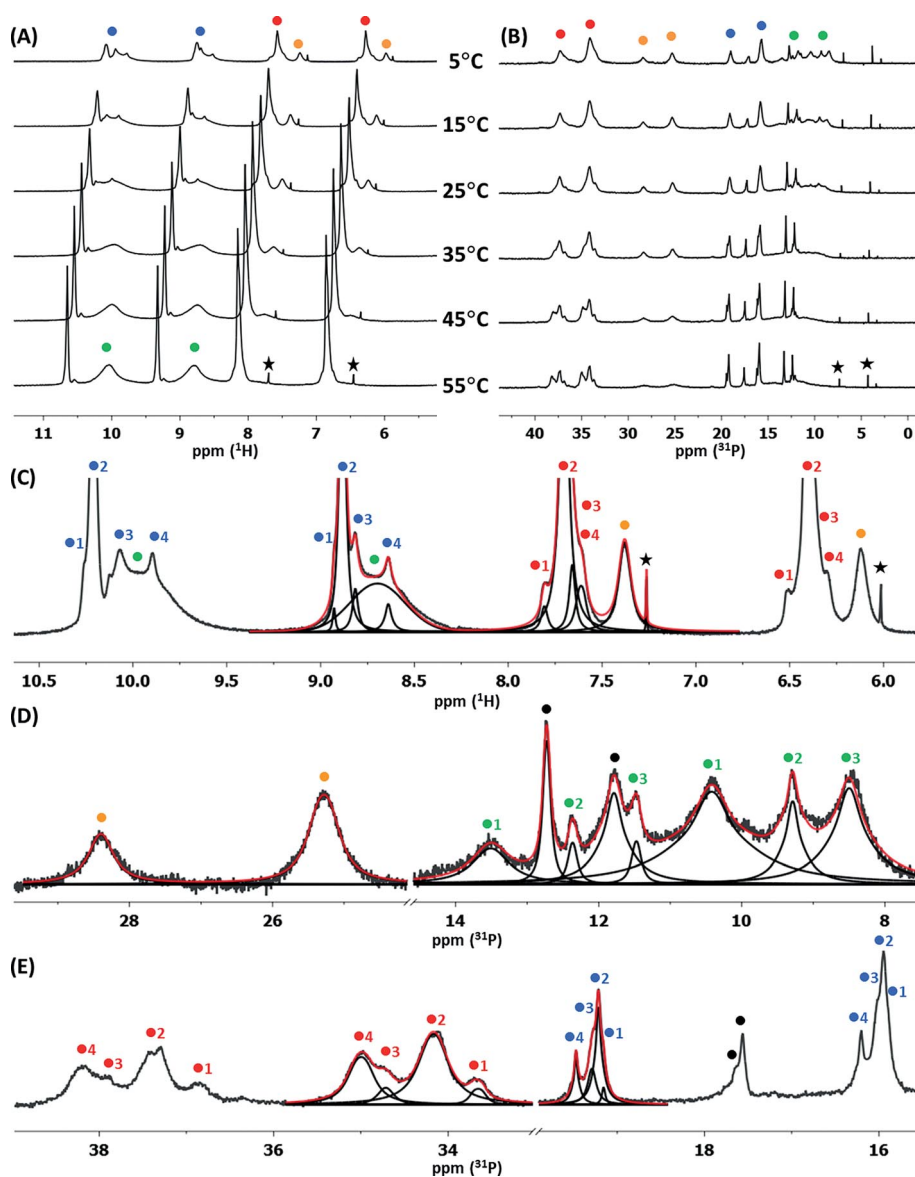 (A)
(B)
5°C
15°C
25°C
35°C
45°C
55°C
11 10 9 8 7 6
ppm (¹H)
40 35 30 25 20 15 10 5 0
ppm (³¹P)
(C)
2 2 2 2
1 3 4 1 3 4 1 3 4 1 3 4
10.5 10.0 9.5 9.0 8.5 8.0 7.5 7.0 6.5 6.0
ppm (¹H)
(D)
1 2 3 1 2 3
28 26 14 12 10 8
ppm (³¹P)
(E)
4 3 2 1 4 3 2 1 4 3 2 1 4 3 2 1
38 36 34 18 16
ppm (³¹P)